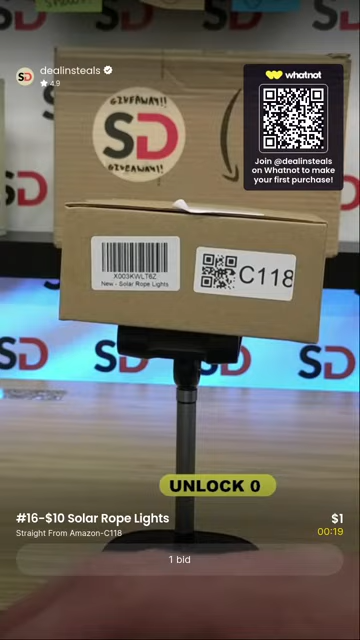 dealinsteals
4.9
whatnot
Join @dealinsteals
on Whatnot to make
your first purchase!
GIVEAWAY!!
SD
GIVEAWAY!!
X003KWLT8Z
New - Solar Rope Lights
C118
SD
SD
SD
SD
UNLOCK 0
#16-$10 Solar Rope Lights
$1
Straight From Amazon-C118
00:19
1 bid